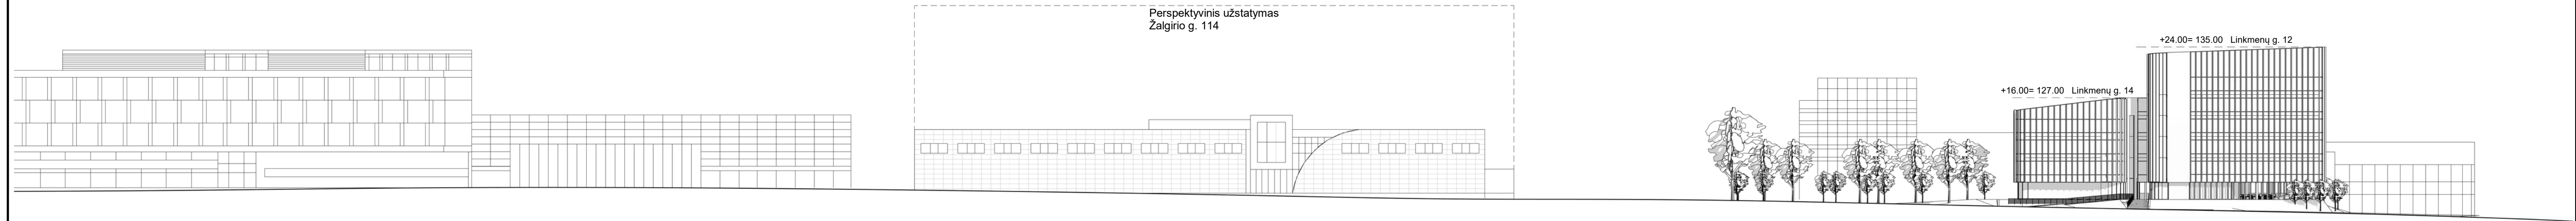 Perspektyvinis užstatymas
Žalgirio g. 114
+24.00= 135.00 Linkmenų g. 12
+16.00= 127.00 Linkmenų g. 14